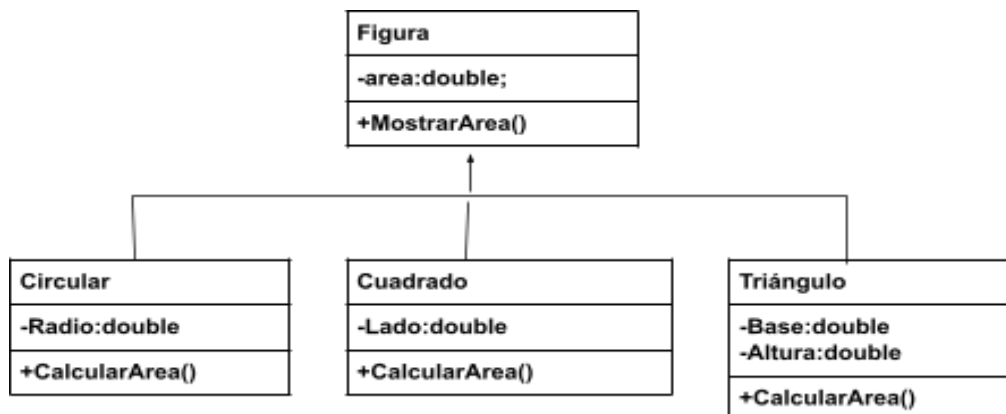 Figura
-area:double;
+MostrarArea()
Circular
-Radio:double
+CalcularArea()
Cuadrado
-Lado:double
+CalcularArea()
Triángulo
-Base:double
-Altura:double
+CalcularArea()